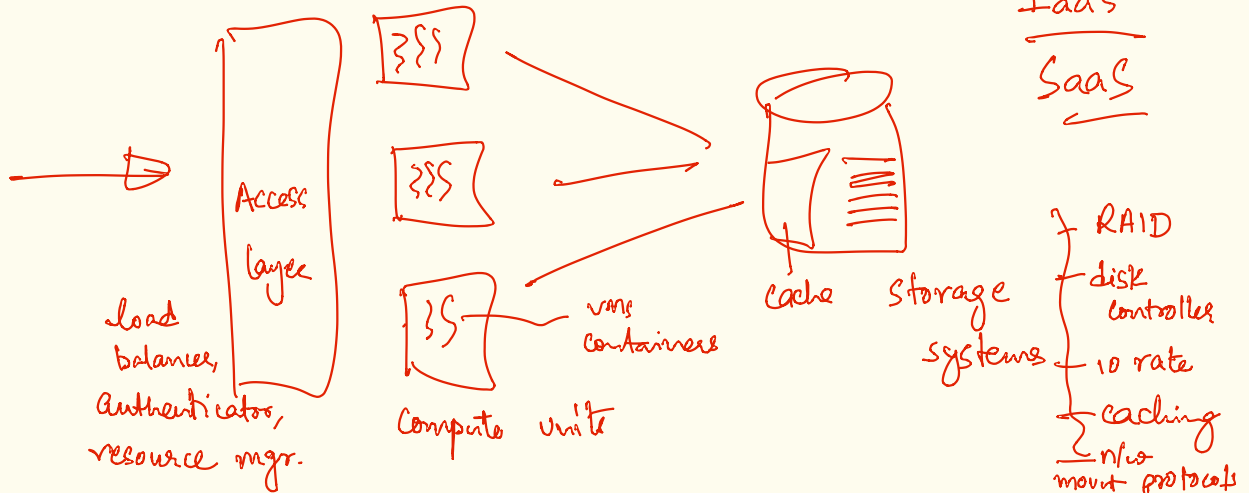 IaaS
SaaS
Access
layer
load
balancer,
authenticator,
resource mgr.
Compute units
VMs
containers
cache
storage
systems
RAID
disk
controller
IO rate
caching
n/w
mount protocols